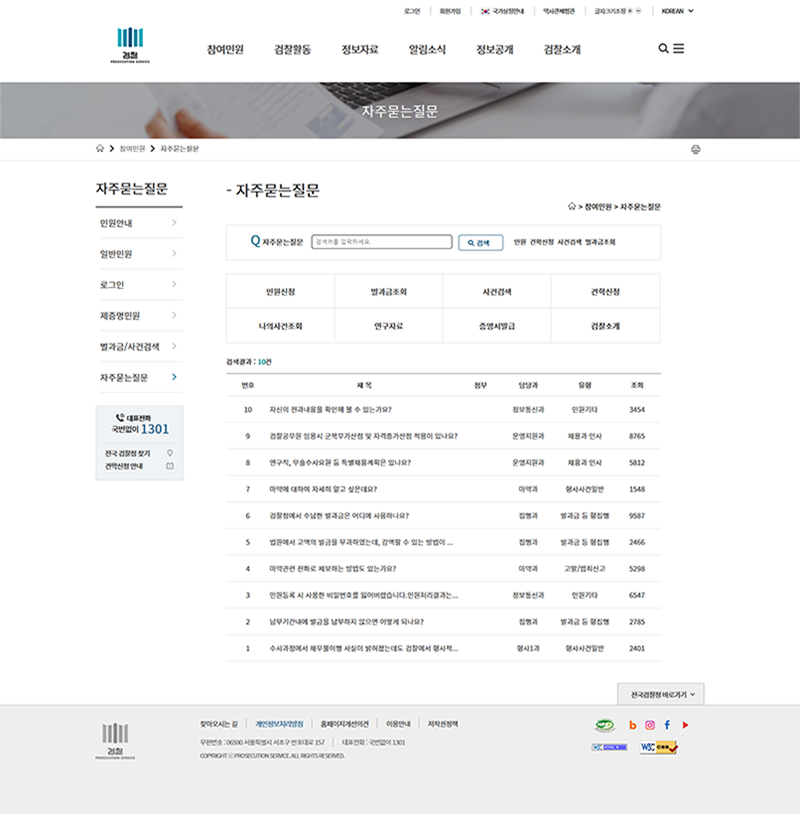 로그인 회원가입 국가상징안내 역사관체험관 글자크기조정 KOREAN
검찰
PROSECUTION SERVICE
참여민원 검찰활동 정보자료 알림소식 정보공개 검찰소개
자주묻는질문
참여민원 자주묻는질문
자주묻는질문
- 자주묻는질문
> 참여민원 > 자주묻는질문
민원안내
일반민원
로그인
제증명민원
벌과금/사건검색
자주묻는질문
대표전화
국번없이 1301
전국 검찰청 찾기
견학신청 안내
Q 자주묻는질문 검색어를 입력하세요. 검색 민원 견학신청 사건검색 벌과금조회
민원신청 벌과금조회 사건검색 견학신청
나의사건조회 연구자료 증명서발급 검찰소개
검색결과 : 10건
번호 제 목 첨부 담당과 유형 조회
10 자신의 전과내용을 확인해 볼 수 있는가요? 정보통신과 민원기타 3454
9 검찰공무원 임용시 군복무가산점 및 자격증가산점 적용이 있나요? 운영지원과 채용과 인사 8765
8 연구직, 무술수사요원 등 특별채용계획은 있나요? 운영지원과 채용과 인사 5812
7 마약에 대하여 자세히 알고 싶은데요? 마약과 형사사건일반 1548
6 검찰청에서 수납한 벌과금은 어디에 사용하나요? 집행과 벌과금 등 형집행 9587
5 법원에서 고액의 벌금을 부과하였는데, 감액할 수 있는 방법이 ... 집행과 벌과금 등 형집행 2466
4 마약관련 전화로 제보하는 방법도 있는가요? 마약과 고발/범죄신고 5298
3 민원등록 시 사용한 비밀번호를 잃어버렸습니다.민원처리결과는... 정보통신과 민원기타 6547
2 납부기간내에 벌금을 납부하지 않으면 어떻게 되나요? 집행과 벌과금 등 형집행 2785
1 수사과정에서 채무불이행 사실이 밝혀졌는데도 검찰에서 형사적... 형사1과 형사사건일반 2401
전국검찰청 바로가기
검찰
PROSECUTION SERVICE
찾아오시는 길 개인정보처리방침 홈페이지개선의견 이용안내 저작권정책
우편번호 : 06590 서울특별시 서초구 반포대로 157 대표전화 : 국번없이 1301
COPYRIGHT ⓒ PROSECUTION SERVICE. ALL RIGHTS RESERVED.
W3C css